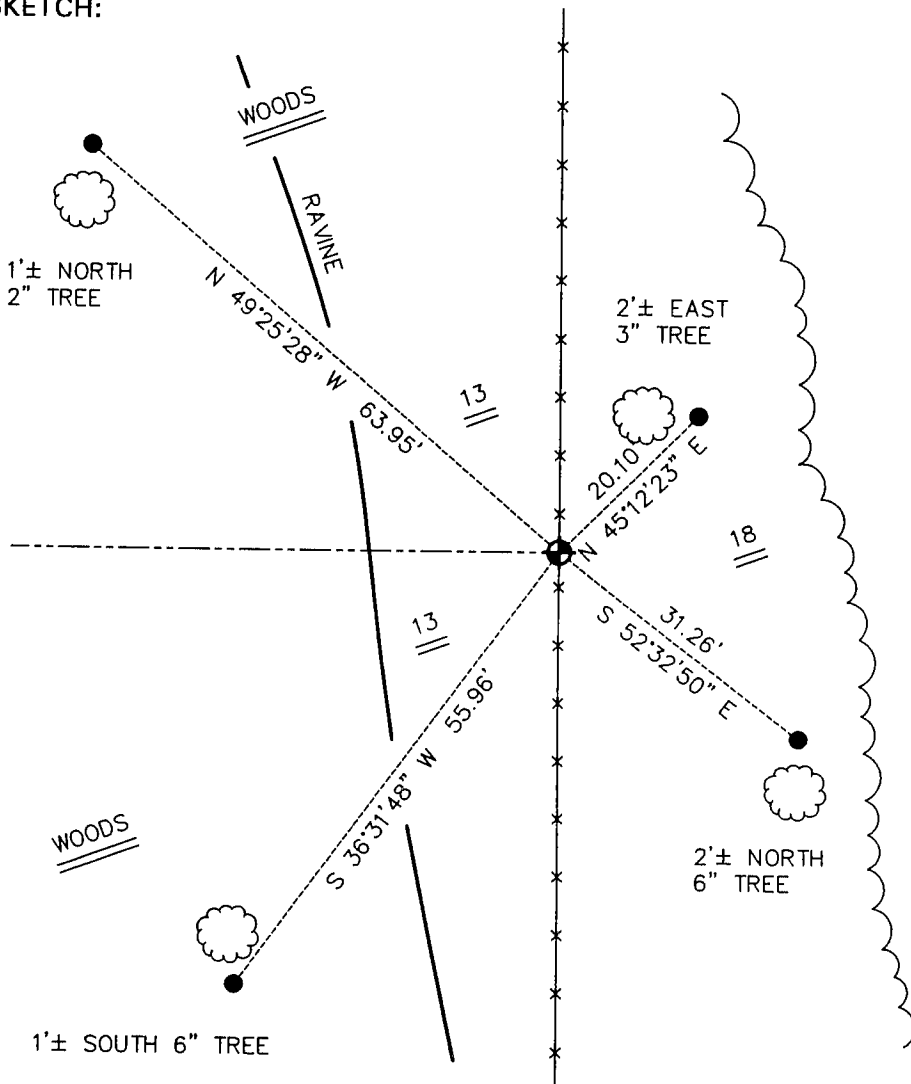 SKETCH:
WOODS
RAVINE
1'± NORTH
2" TREE
N 49°25'28" W 63.95'
2'± EAST
3" TREE
13
20.10'
N 45°12'23" E
18
13
31.26'
S 52°32'50" E
S 36°31'48" W 55.96'
WOODS
2'± NORTH
6" TREE
1'± SOUTH 6" TREE